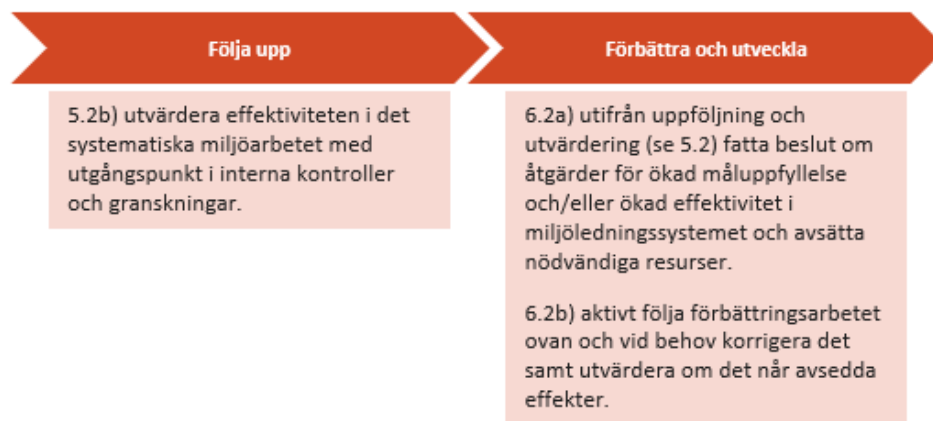 Följa upp
Förbättra och utveckla
5.2b) utvärdera effektiviteten i det
systematiska miljöarbetet med
utgångspunkt i interna kontroller
och granskningar.
6.2a) utifrån uppföljning och
utvärdering (se 5.2) fatta beslut om
åtgärder för ökad måluppfyllelse
och/eller ökad effektivitet i
miljöledningssystemet och avsätta
nödvändiga resurser.
6.2b) aktivt följa förbättringsarbetet
ovan och vid behov korrigera det
samt utvärdera om det når avsedda
effekter.